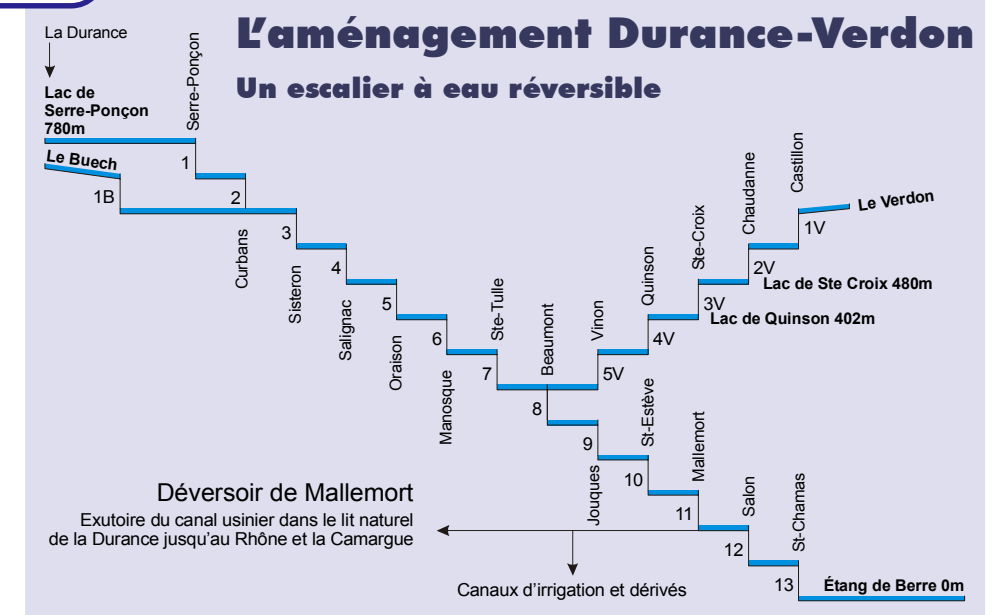 L'aménagement Durance-Verdon
Un escalier à eau réversible
La Durance
Lac de
Serre-Ponçon
780m
Serre-Ponçon
Le Buech
1
1B
2
Curbans
3
Sisteron
4
Salignac
5
Oraison
6
Manosque
Ste-Tulle
7
Beaumont
8
Vinon
5V
Quinson
4V
Ste-Croix
3V
Chaudanne
2V
Castillon
1V
Le Verdon
Lac de Ste Croix 480m
Lac de Quinson 402m
9
Jouques
St-Estève
10
Mallemort
11
Salon
12
St-Chamas
13
Étang de Berre 0m
Déversoir de Mallemort
Exutoire du canal usinier dans le lit naturel
de la Durance jusqu'au Rhône et la Camargue
Canaux d'irrigation et dérivés